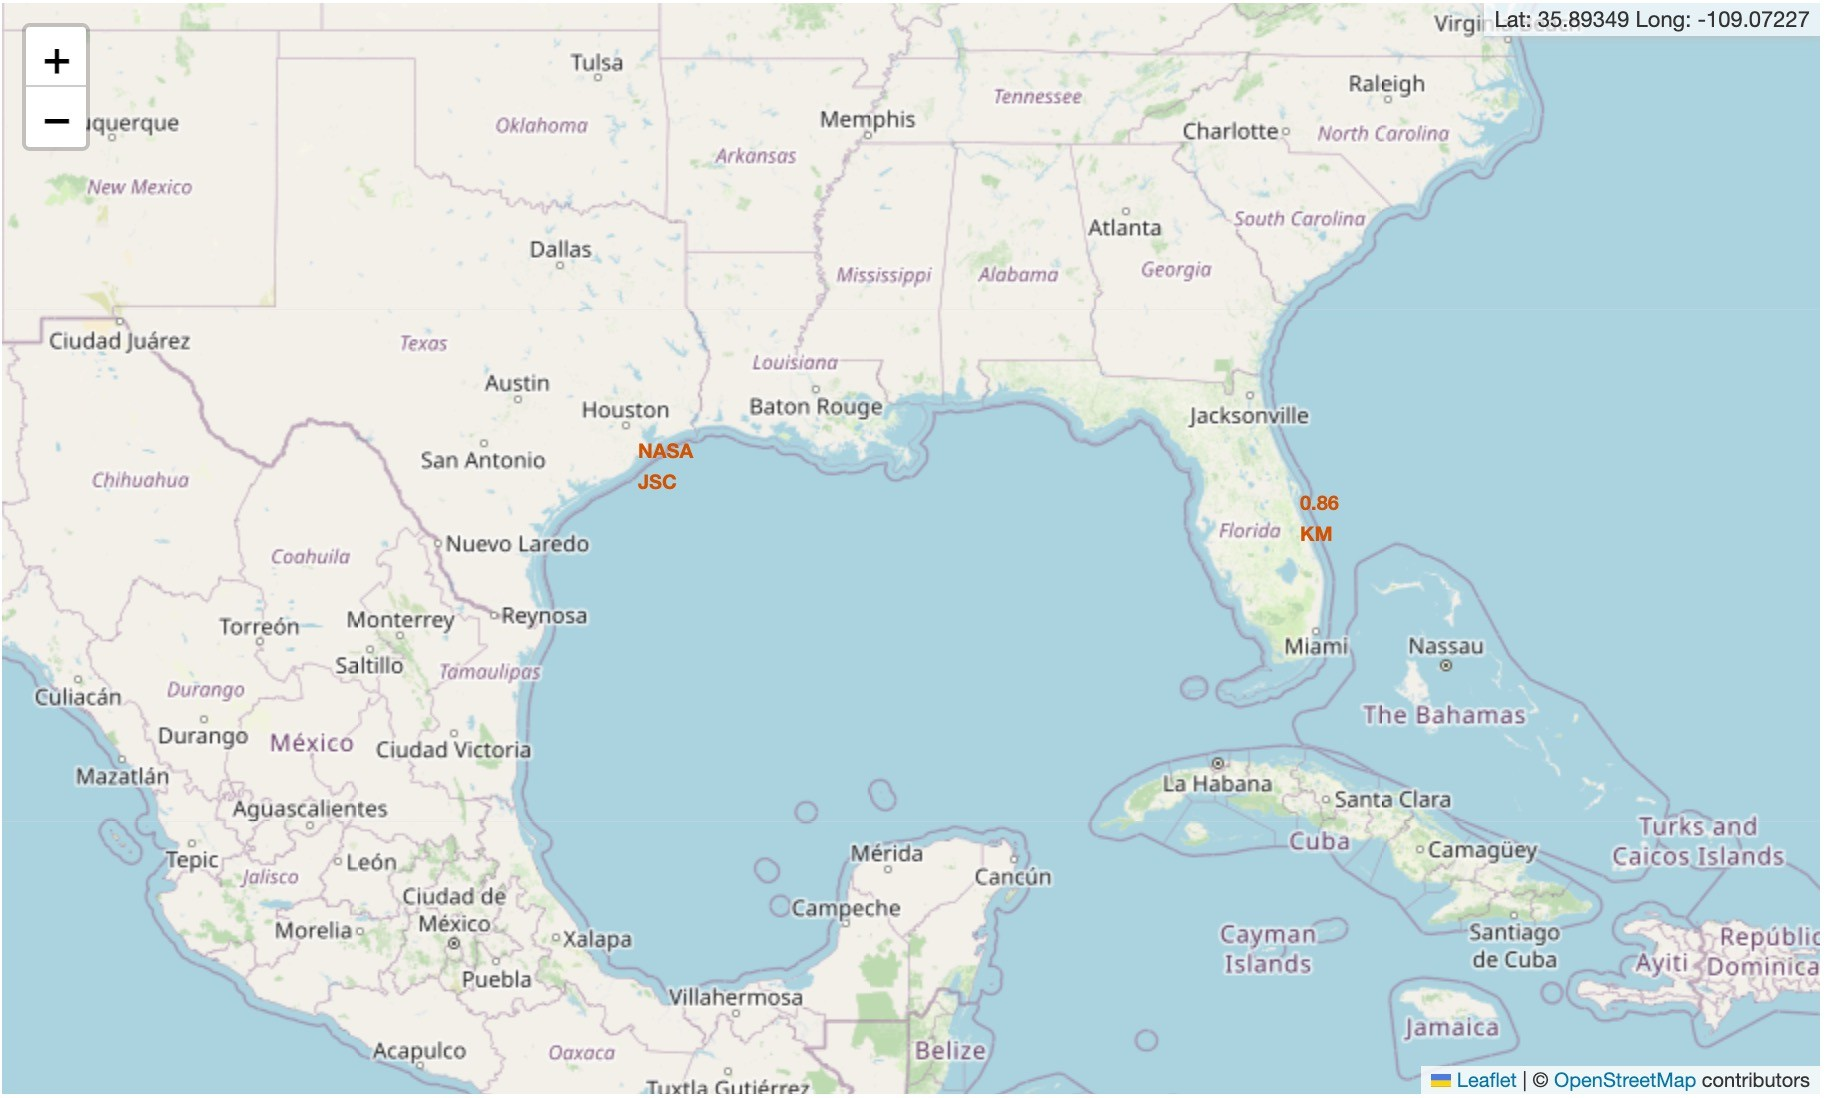 Lat: 35.89349 Long: -109.07227
+
−
Tulsa
Raleigh
Tennessee
Memphis
uquerque
Oklahoma
Charlotte
North Carolina
Arkansas
New Mexico
South Carolina
Atlanta
Dallas
Mississippi
Alabama
Georgia
Ciudad Juárez
Texas
Louisiana
Austin
Houston
Baton Rouge
Jacksonville
NASA
JSC
San Antonio
Chihuahua
0.86
KM
Florida
Nuevo Laredo
Coahuila
Reynosa
Monterrey
Torreón
Miami
Nassau
Saltillo
Tamaulipas
Culiacán
Durango
The Bahamas
Durango
México
Ciudad Victoria
Mazatlán
La Habana
Santa Clara
Aguascalientes
Turks and
Caicos Islands
Cuba
Camagüey
Mérida
Tepic
León
Jalisco
Cancún
Ciudad de
México
Campeche
Morelia
Xalapa
Cayman
Islands
Santiago
de Cuba
Repúblic
Dominica
Ayiti
Puebla
Villahermosa
Jamaica
Acapulco
Oaxaca
Belize
Tuxtla Gutiérrez
Leaflet | © OpenStreetMap contributors